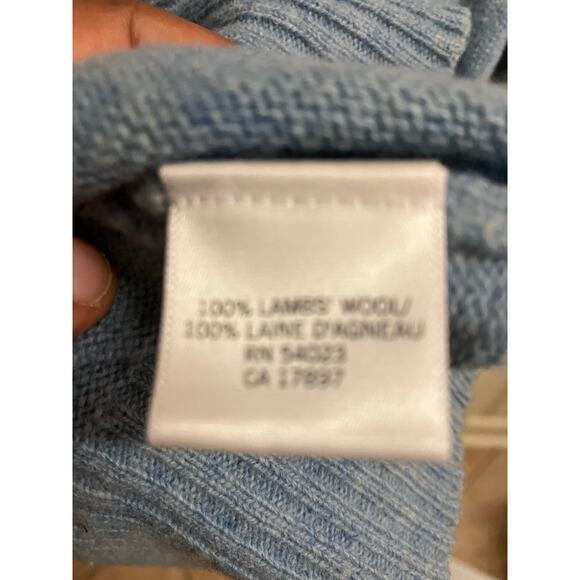 100% LAMBS' WOOL/
100% LAINE D'AGNEAU
RN 54023
CA 17897